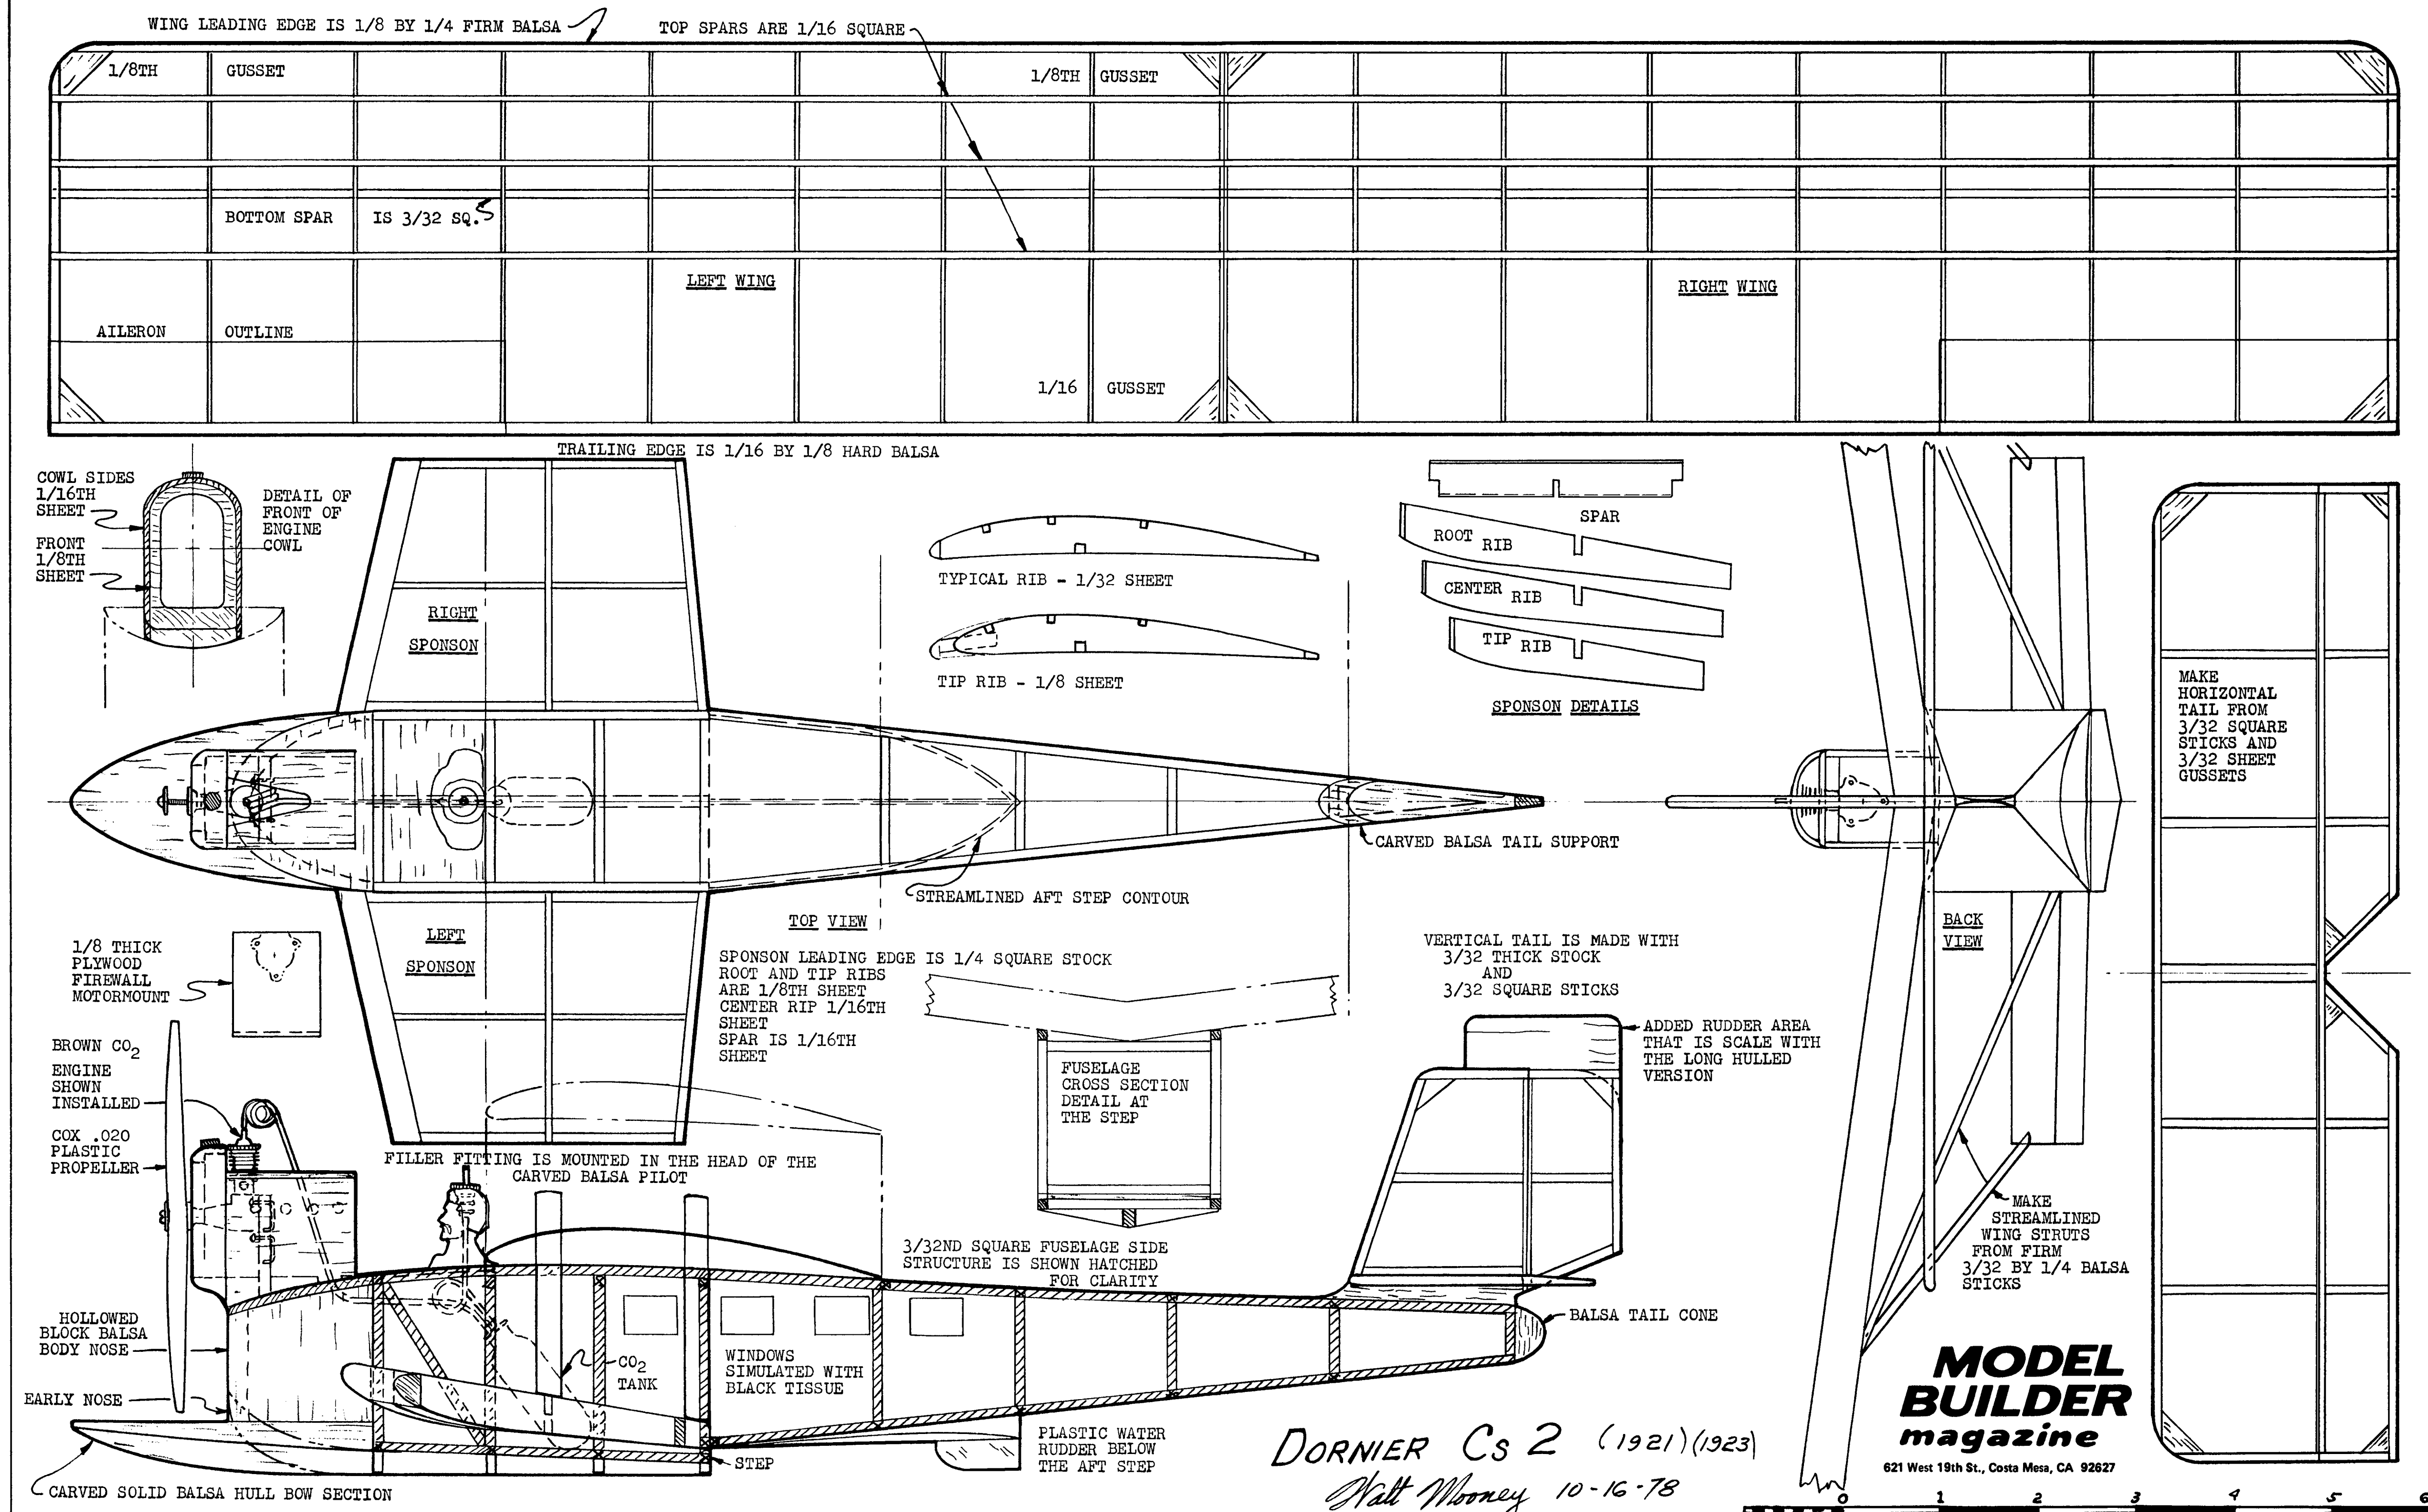 WING LEADING EDGE IS 1/8 BY 1/4 FIRM BALSA
TOP SPARS ARE 1/16 SQUARE
1/8TH GUSSET
1/8TH GUSSET
BOTTOM SPAR IS 3/32 SQ.
LEFT WING
RIGHT WING
AILERON OUTLINE
1/16 GUSSET
TRAILING EDGE IS 1/16 BY 1/8 HARD BALSA
COWL SIDES
1/16TH
SHEET
FRONT
1/8TH
SHEET
DETAIL OF
FRONT OF
ENGINE
COWL
RIGHT
SPONSON
TYPICAL RIB - 1/32 SHEET
TIP RIB - 1/8 SHEET
SPAR
ROOT RIB
CENTER RIB
TIP RIB
SPONSON DETAILS
MAKE
HORIZONTAL
TAIL FROM
3/32 SQUARE
STICKS AND
3/32 SHEET
GUSSETS
CARVED BALSA TAIL SUPPORT
STREAMLINED AFT STEP CONTOUR
TOP VIEW
LEFT
SPONSON
BACK
VIEW
1/8 THICK
PLYWOOD
FIREWALL
MOTORMOUNT
SPONSON LEADING EDGE IS 1/4 SQUARE STOCK
ROOT AND TIP RIBS
ARE 1/8TH SHEET
CENTER RIP 1/16TH
SHEET
SPAR IS 1/16TH
SHEET
VERTICAL TAIL IS MADE WITH
3/32 THICK STOCK
AND
3/32 SQUARE STICKS
ADDED RUDDER AREA
THAT IS SCALE WITH
THE LONG HULLED
VERSION
BROWN CO2
ENGINE
SHOWN
INSTALLED
COX .020
PLASTIC
PROPELLER
FUSELAGE
CROSS SECTION
DETAIL AT
THE STEP
FILLER FITTING IS MOUNTED IN THE HEAD OF THE
CARVED BALSA PILOT
3/32ND SQUARE FUSELAGE SIDE
STRUCTURE IS SHOWN HATCHED
FOR CLARITY
MAKE
STREAMLINED
WING STRUTS
FROM FIRM
3/32 BY 1/4 BALSA
STICKS
HOLLOWED
BLOCK BALSA
BODY NOSE
EARLY NOSE
CO2
TANK
WINDOWS
SIMULATED WITH
BLACK TISSUE
BALSA TAIL CONE
PLASTIC WATER
RUDDER BELOW
THE AFT STEP
STEP
CARVED SOLID BALSA HULL BOW SECTION
DORNIER Cs 2 (1921)(1923)
Walt Mooney 10-16-78
MODEL
BUILDER
magazine
621 West 19th St., Costa Mesa, CA 92627
0 1 2 3 4 5 6